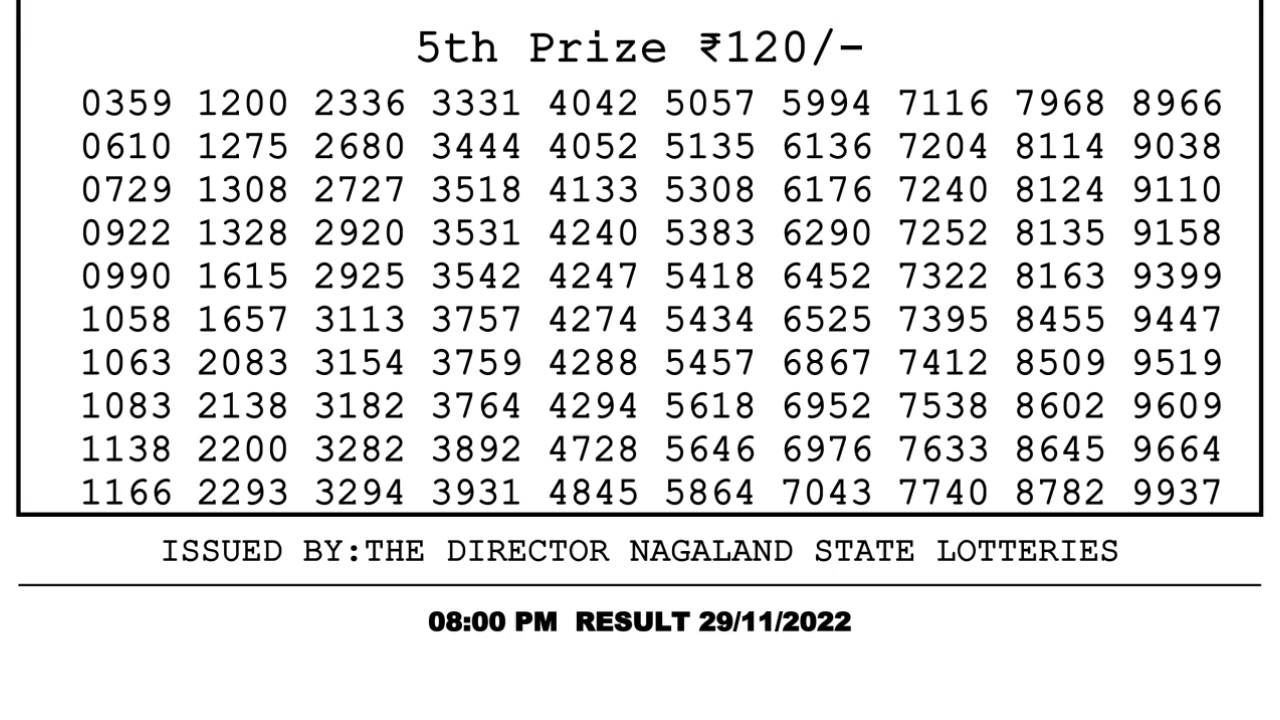 5th Prize ₹120/-
0359 1200 2336 3331 4042 5057 5994 7116 7968 8966
0610 1275 2680 3444 4052 5135 6136 7204 8114 9038
0729 1308 2727 3518 4133 5308 6176 7240 8124 9110
0922 1328 2920 3531 4240 5383 6290 7252 8135 9158
0990 1615 2925 3542 4247 5418 6452 7322 8163 9399
1058 1657 3113 3757 4274 5434 6525 7395 8455 9447
1063 2083 3154 3759 4288 5457 6867 7412 8509 9519
1083 2138 3182 3764 4294 5618 6952 7538 8602 9609
1138 2200 3282 3892 4728 5646 6976 7633 8645 9664
1166 2293 3294 3931 4845 5864 7043 7740 8782 9937
ISSUED BY:THE DIRECTOR NAGALAND STATE LOTTERIES
08:00 PM RESULT 29/11/2022